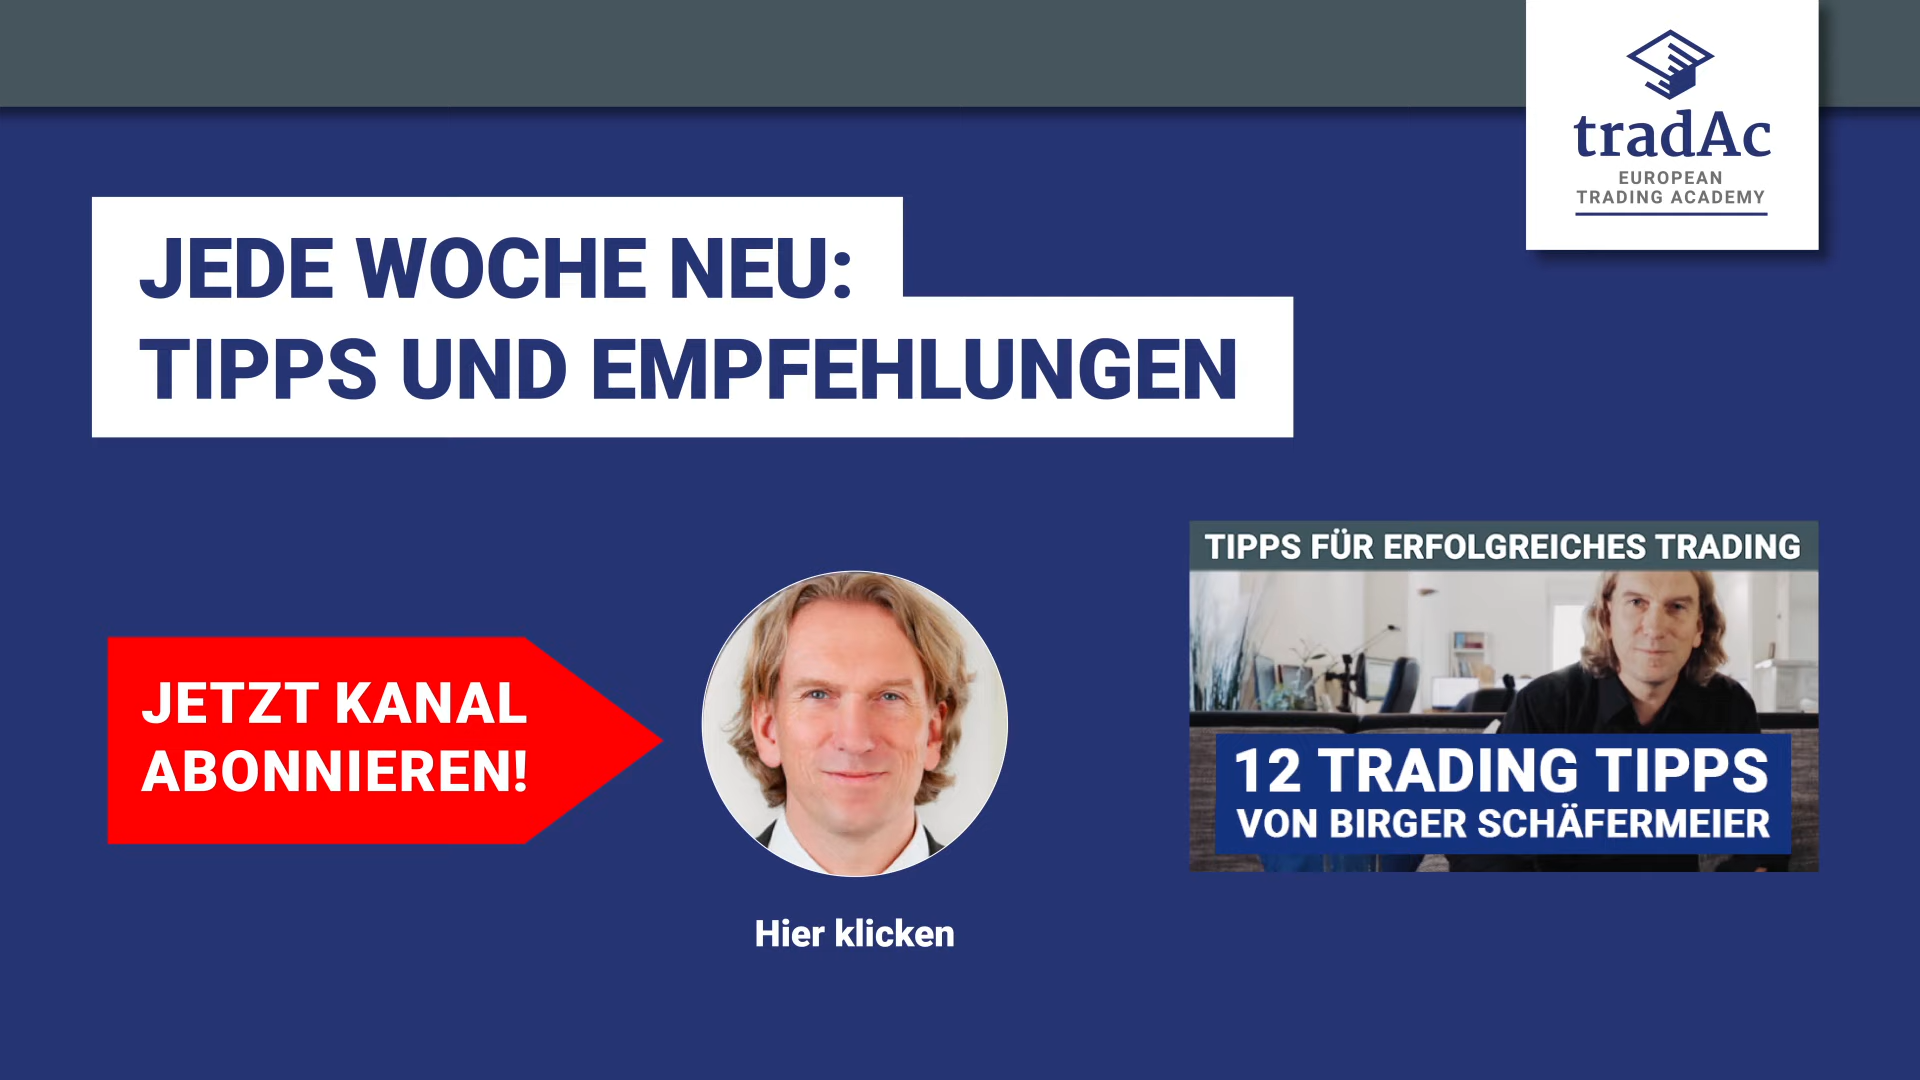 tradAc
EUROPEAN
TRADING ACADEMY
JEDE WOCHE NEU:
TIPPS UND EMPFEHLUNGEN
JETZT KANAL
ABONNIEREN!
Hier klicken
TIPPS FÜR ERFOLGREICHES TRADING
12 TRADING TIPPS
VON BIRGER SCHÄFERMEIER